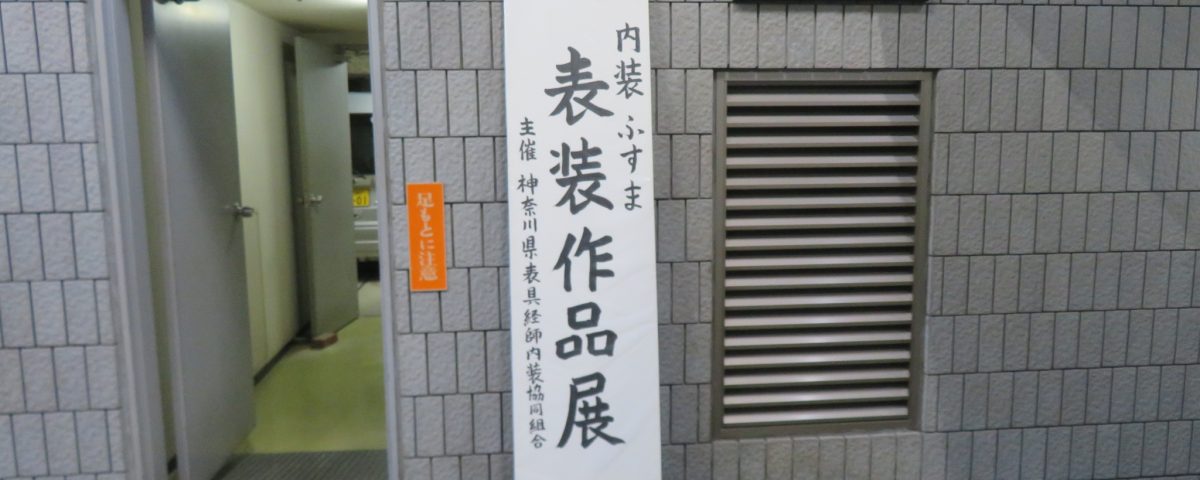 内装 ふすま
表装作品展
主催 神奈川県表具経師内装協同組合
足もとに注意
01